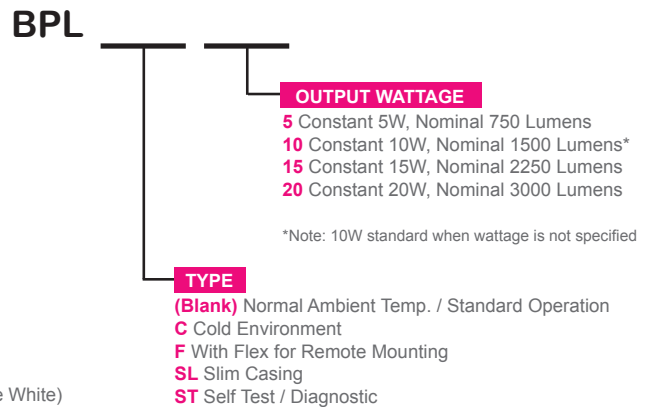 BPL
OUTPUT WATTAGE
5 Constant 5W, Nominal 750 Lumens
10 Constant 10W, Nominal 1500 Lumens*
15 Constant 15W, Nominal 2250 Lumens
20 Constant 20W, Nominal 3000 Lumens
*Note: 10W standard when wattage is not specified
TYPE
(Blank) Normal Ambient Temp. / Standard Operation
C Cold Environment
F With Flex for Remote Mounting
SL Slim Casing
ST Self Test / Diagnostic
White)